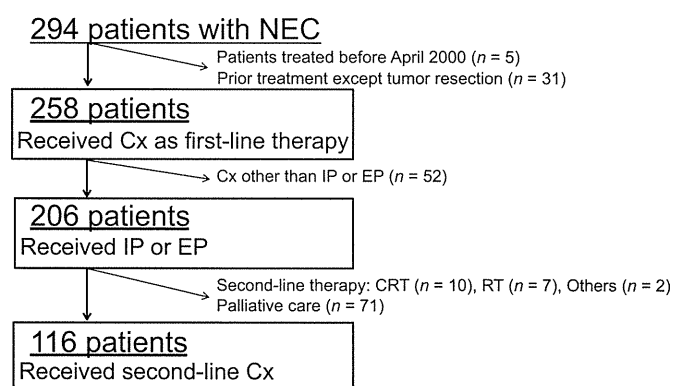 294 patients with NEC
Patients treated before April 2000 (n = 5)
Prior treatment except tumor resection (n = 31)
258 patients
Received Cx as first-line therapy
Cx other than IP or EP (n = 52)
206 patients
Received IP or EP
Second-line therapy: CRT (n = 10), RT (n = 7), Others (n = 2)
Palliative care (n = 71)
116 patients
Received second-line Cx